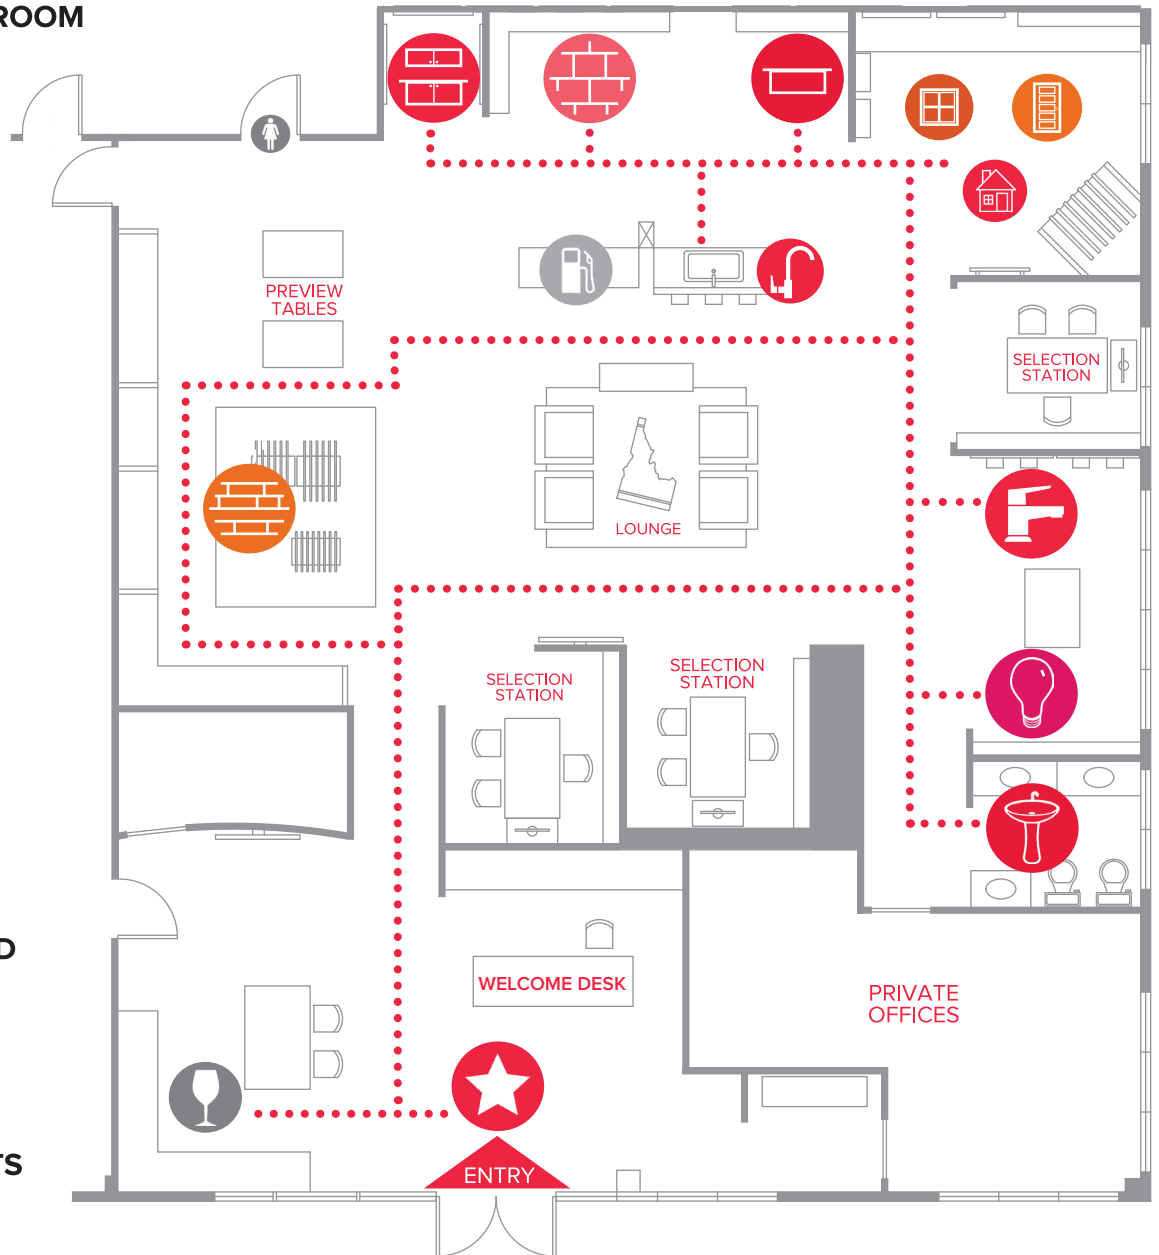 ROOM
PREVIEW
TABLES
SELECTION
STATION
LOUNGE
SELECTION
STATION
SELECTION
STATION
D
WELCOME DESK
PRIVATE
OFFICES
TS
ENTRY